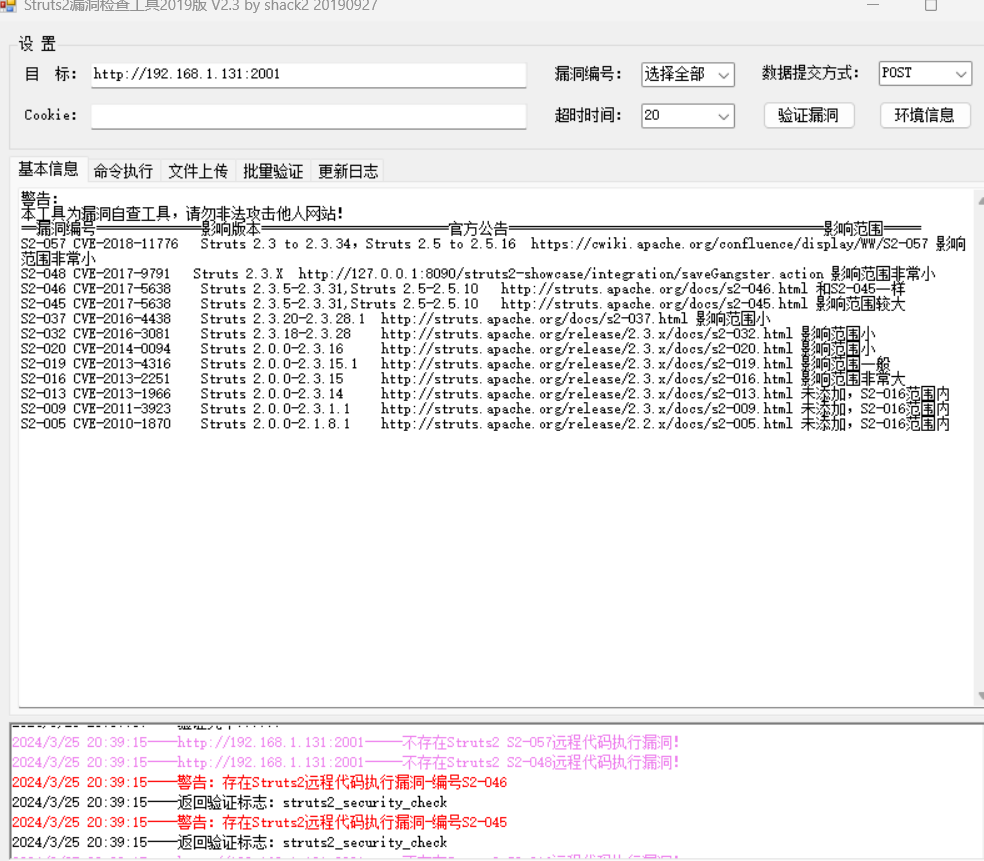 Struts2漏洞检查工具2019版 V2.3 by shack2 20190927
设 置
目 标: http://192.168.1.131:2001 漏洞编号: 选择全部 数据提交方式: POST
Cookie: 超时时间: 20 验证漏洞 环境信息
基本信息 命令执行 文件上传 批量验证 更新日志
警告:
本工具为漏洞自查工具，请勿非法攻击他人网站!
═漏洞编号═══════影响版本═════════════官方公告═════════════════════影响范围═══
S2-057 CVE-2018-11776 Struts 2.3 to 2.3.34，Struts 2.5 to 2.5.16 https://cwiki.apache.org/confluence/display/WW/S2-057 影响
范围非常小
S2-048 CVE-2017-9791 Struts 2.3.X http://127.0.0.1:8090/struts2-showcase/integration/saveGangster.action 影响范围非常小
S2-046 CVE-2017-5638 Struts 2.3.5-2.3.31,Struts 2.5-2.5.10 http://struts.apache.org/docs/s2-046.html 和S2-045一样
S2-045 CVE-2017-5638 Struts 2.3.5-2.3.31,Struts 2.5-2.5.10 http://struts.apache.org/docs/s2-045.html 影响范围较大
S2-037 CVE-2016-4438 Struts 2.3.20-2.3.28.1 http://struts.apache.org/docs/s2-037.html 影响范围小
S2-032 CVE-2016-3081 Struts 2.3.18-2.3.28 http://struts.apache.org/release/2.3.x/docs/s2-032.html 影响范围小
S2-020 CVE-2014-0094 Struts 2.0.0-2.3.16 http://struts.apache.org/release/2.3.x/docs/s2-020.html 影响范围小
S2-019 CVE-2013-4316 Struts 2.0.0-2.3.15.1 http://struts.apache.org/release/2.3.x/docs/s2-019.html 影响范围一般
S2-016 CVE-2013-2251 Struts 2.0.0-2.3.15 http://struts.apache.org/release/2.3.x/docs/s2-016.html 影响范围非常大
S2-013 CVE-2013-1966 Struts 2.0.0-2.3.14 http://struts.apache.org/release/2.3.x/docs/s2-013.html 未添加，S2-016范围内
S2-009 CVE-2011-3923 Struts 2.0.0-2.3.1.1 http://struts.apache.org/release/2.3.x/docs/s2-009.html 未添加，S2-016范围内
S2-005 CVE-2010-1870 Struts 2.0.0-2.1.8.1 http://struts.apache.org/release/2.2.x/docs/s2-005.html 未添加，S2-016范围内
2024/3/25 20:39:15——http://192.168.1.131:2001——不存在Struts2 S2-057远程代码执行漏洞!
2024/3/25 20:39:15——http://192.168.1.131:2001——不存在Struts2 S2-048远程代码执行漏洞!
2024/3/25 20:39:15——警告: 存在Struts2远程代码执行漏洞-编号S2-046
2024/3/25 20:39:15——返回验证标志: struts2_security_check
2024/3/25 20:39:15——警告: 存在Struts2远程代码执行漏洞-编号S2-045
2024/3/25 20:39:15——返回验证标志: struts2_security_check